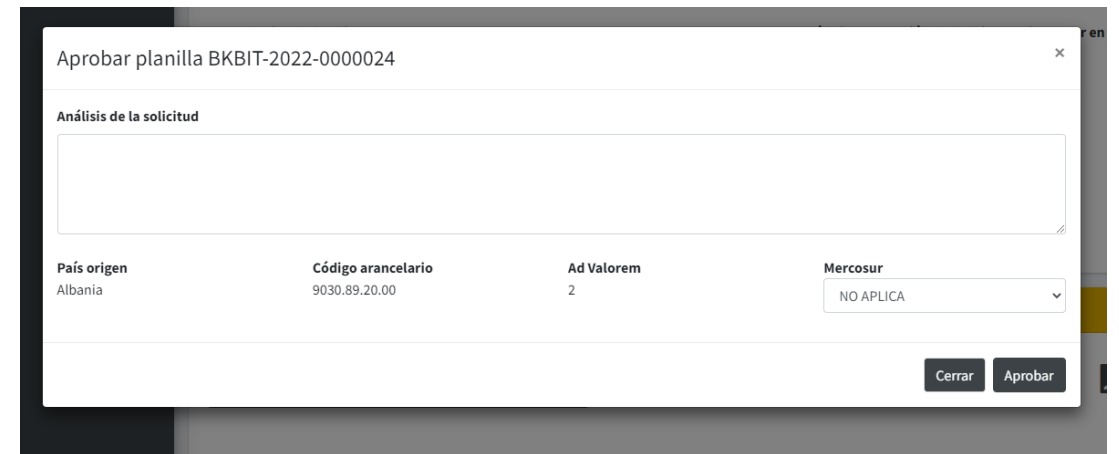 r en
Aprobar planilla BKBIT-2022-0000024
×
Análisis de la solicitud
País origen Código arancelario Ad Valorem Mercosur
Albania 9030.89.20.00 2 NO APLICA
Cerrar Aprobar